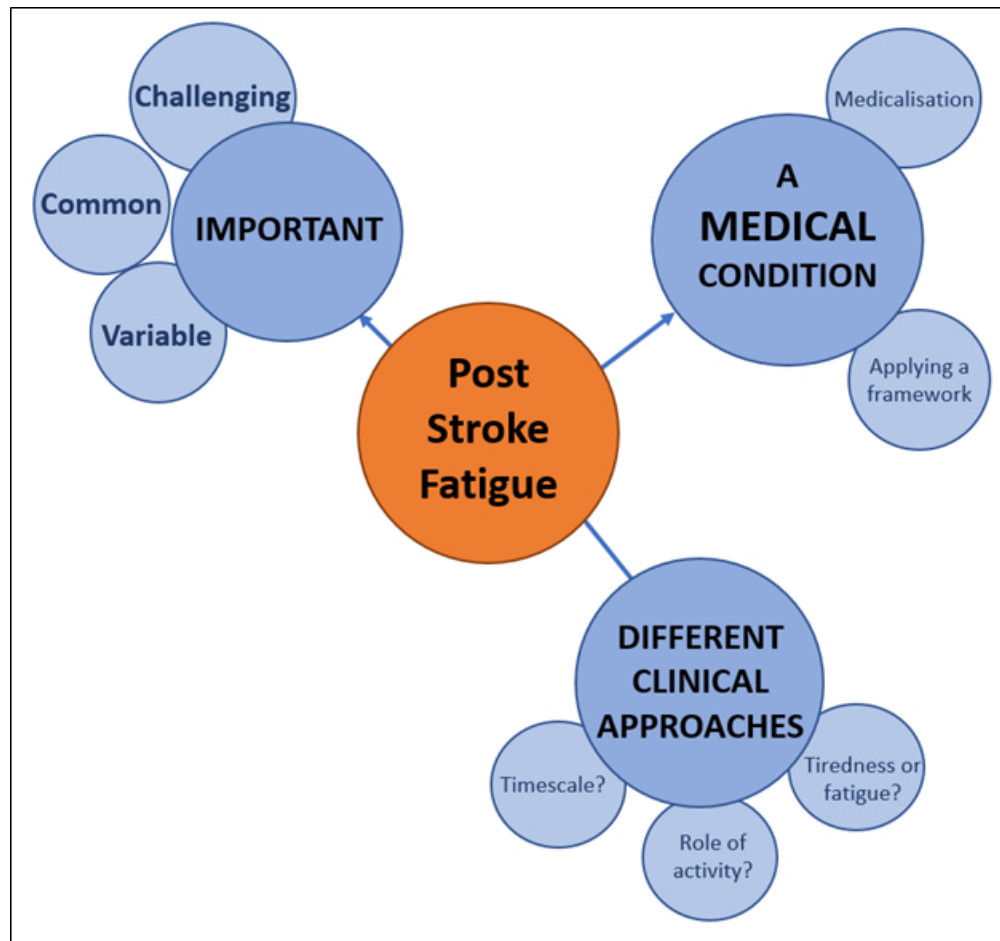 Challenging
Common
Variable
IMPORTANT
Medicalisation
A
MEDICAL
CONDITION
Applying a
framework
Post
Stroke
Fatigue
DIFFERENT
CLINICAL
APPROACHES
Timescale?
Role of
activity?
Tiredness or
fatigue?